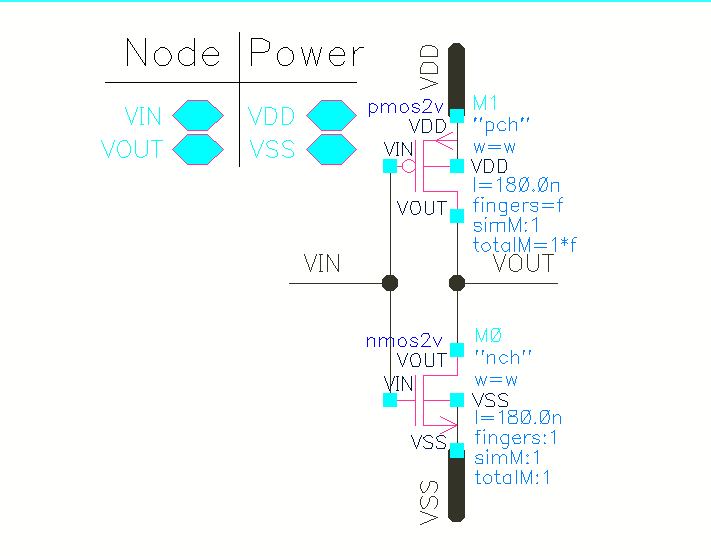 Node Power
VIN VDD
VOUT VSS
VDD
pmos2v
M1
"pch"
VDD
w=w
VIN
VDD
l=180.0n
VOUT
fingers=f
simM:1
totalM=1*f
VIN
VOUT
nmos2v
M0
VOUT
"nch"
VIN
w=w
VSS
l=180.0n
VSS
fingers:1
simM:1
totalM:1
VSS